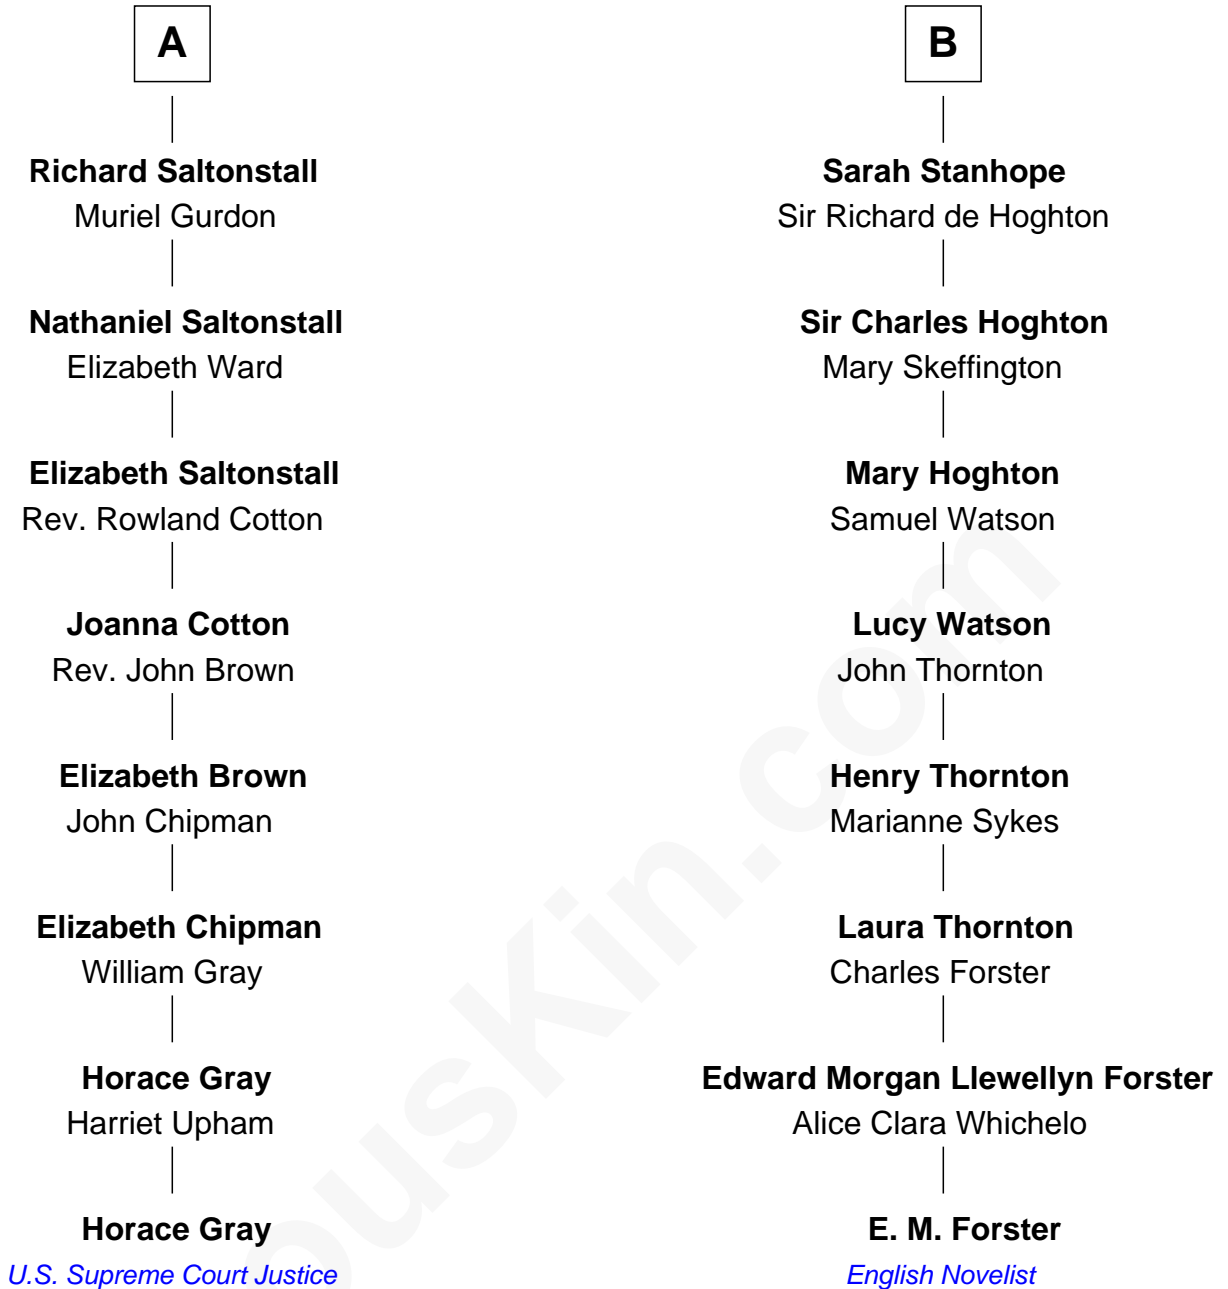 A
Richard Saltonstall
Muriel Gurdon
Nathaniel Saltonstall
Elizabeth Ward
Elizabeth Saltonstall
Rev. Rowland Cotton
Joanna Cotton
Rev. John Brown
Elizabeth Brown
John Chipman
Elizabeth Chipman
William Gray
Horace Gray
Harriet Upham
Horace Gray
U.S. Supreme Court Justice
B
Sarah Stanhope
Sir Richard de Hoghton
Sir Charles Hoghton
Mary Skeffington
Mary Hoghton
Samuel Watson
Lucy Watson
John Thornton
Henry Thornton
Marianne Sykes
Laura Thornton
Charles Forster
Edward Morgan Llewellyn Forster
Alice Clara Whichelo
E. M. Forster
English Novelist
ousKin.com